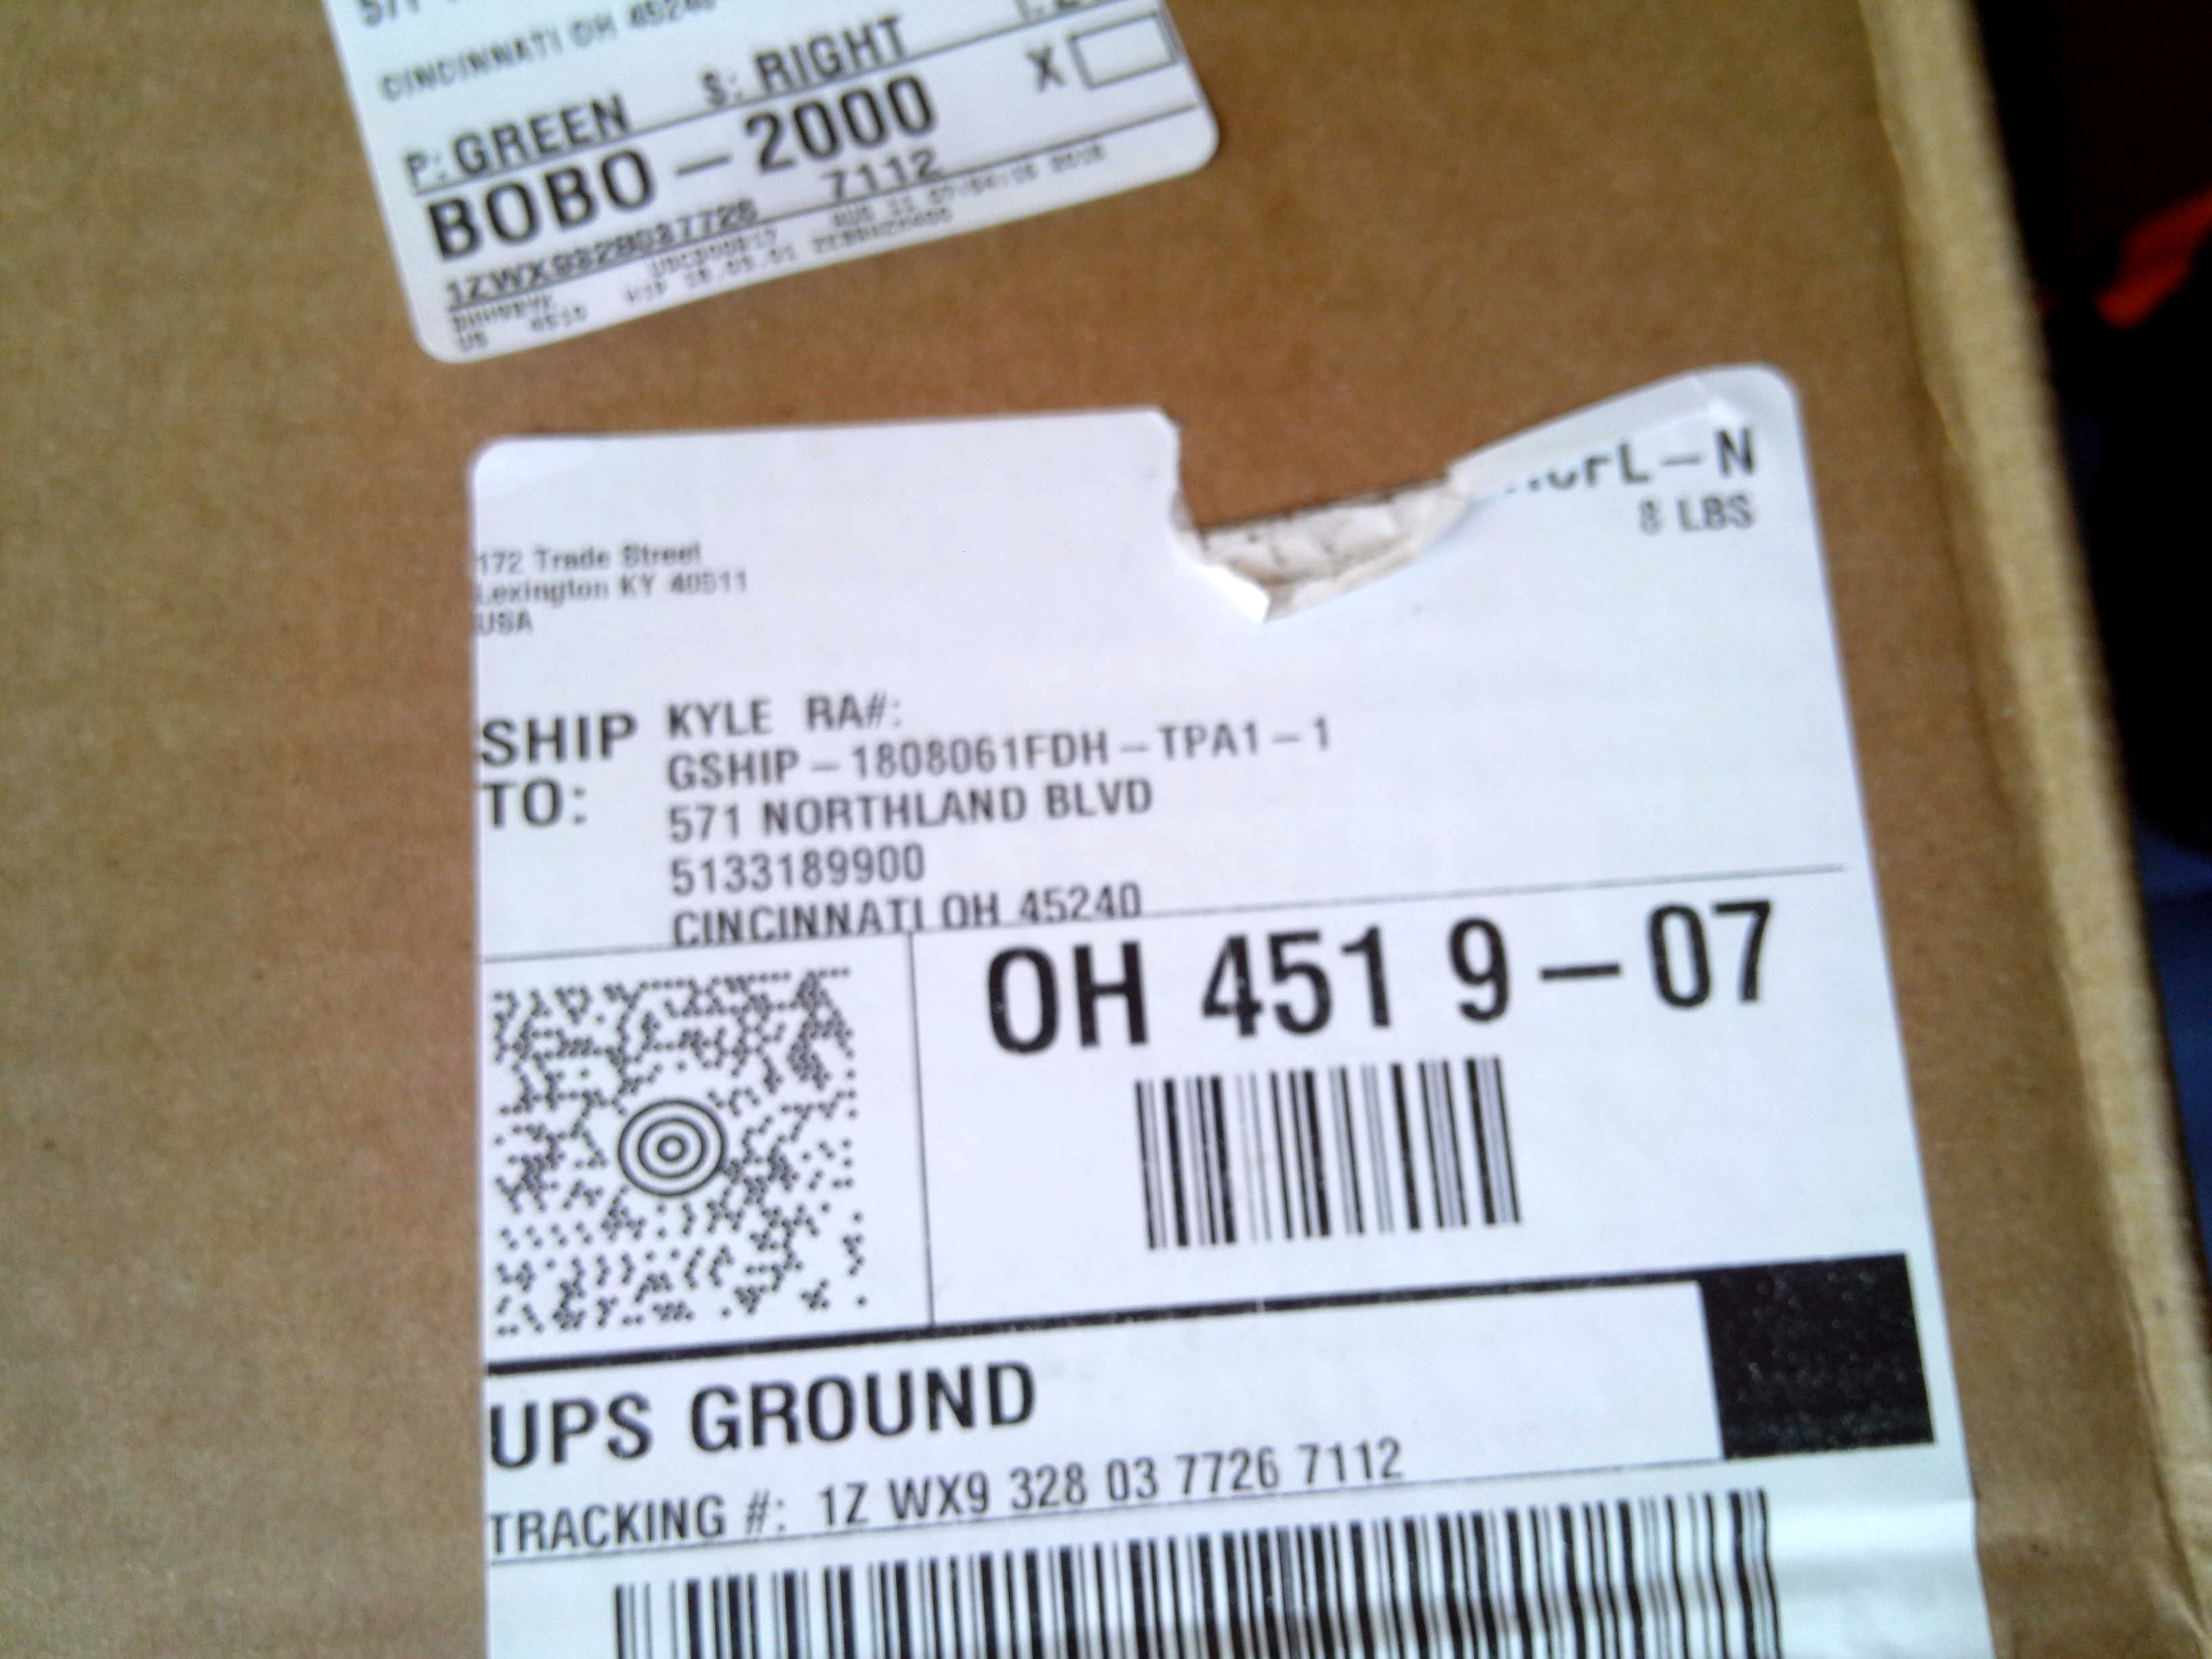 CINCINNATI OH 45240
P: GREEN S: RIGHT
BOBO – 2000 X
1ZWX93280377267112
US
L – N
8 LBS
172 Trade Street
Lexington KY 40511
USA
SHIP TO:
KYLE RA#:
GSHIP – 1808061FDH – TPA1 – 1
571 NORTHLAND BLVD
5133189900
CINCINNATI OH 45240
OH 451 9 – 07
UPS GROUND
TRACKING #: 1Z WX9 328 03 7726 7112